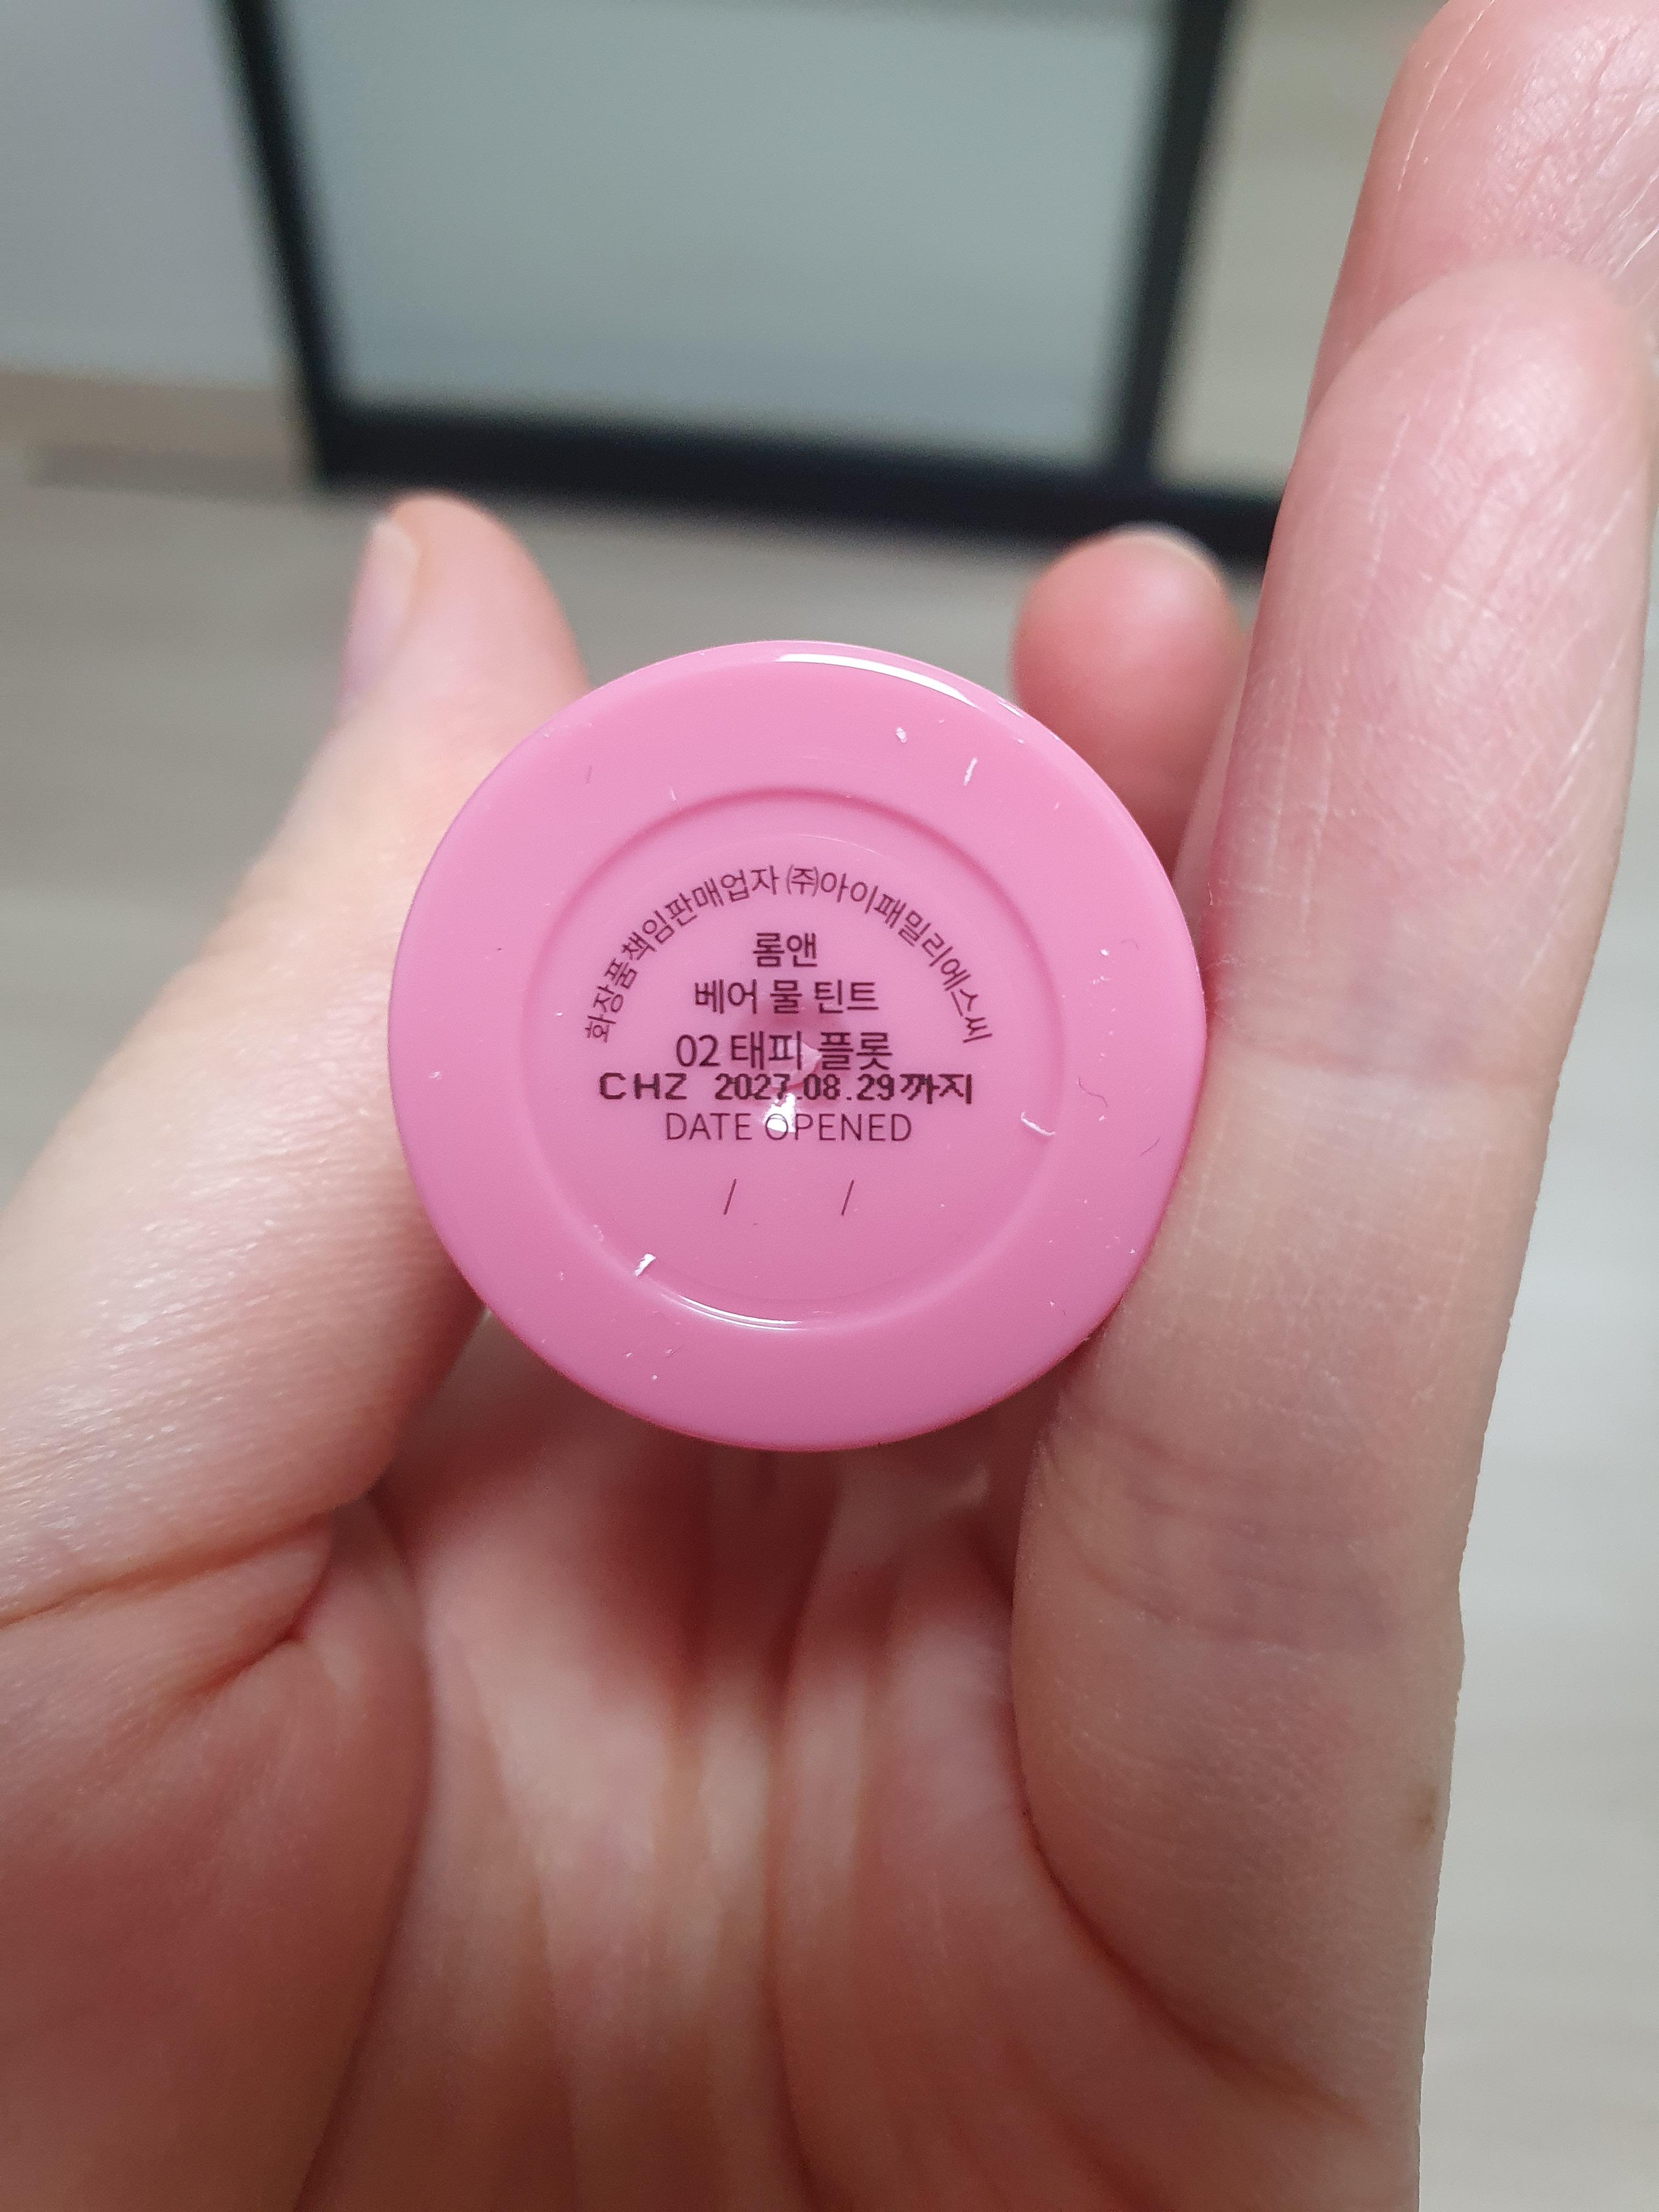 화장품책임판매업자 ㈜아이패밀리에스씨
롬앤
베어 물 틴트
02 태피 플롯
CHZ 2027.08.29까지
DATE OPENED
/ /